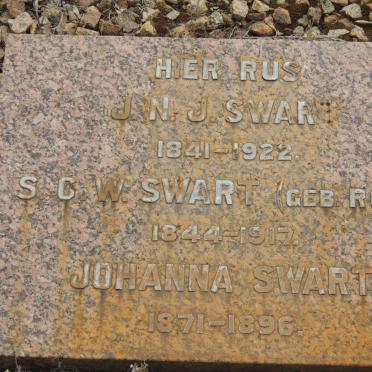 HIER RUS
J. N. J. SWART
1841-1922.
S. C. W. SWART (GEB.
1844-1917.
JOHANNA SWART
1871-1896.